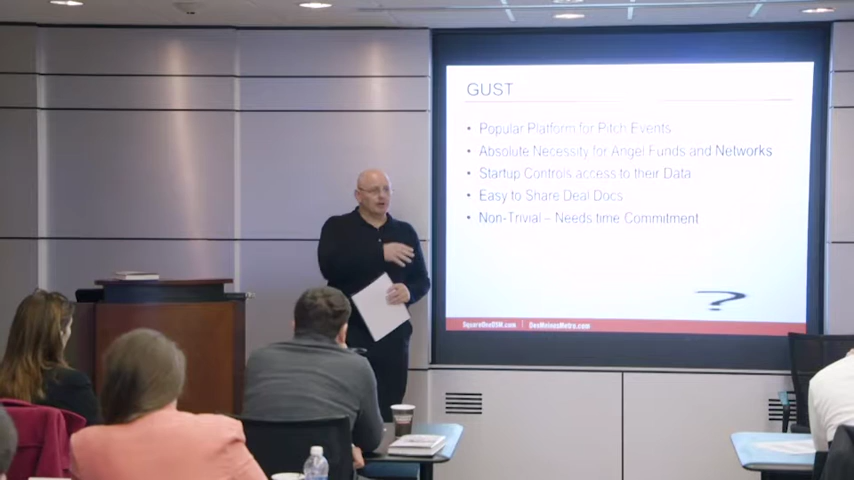 GUST
• Popular Platform for Pitch Events
• Absolute Necessity for Angel Funds and Networks
• Startup Controls access to their Data
• Easy to Share Deal Docs
• Non-Trivial – Needs time Commitment
?
SquareOneDSM.com | DesMoinesMetro.com